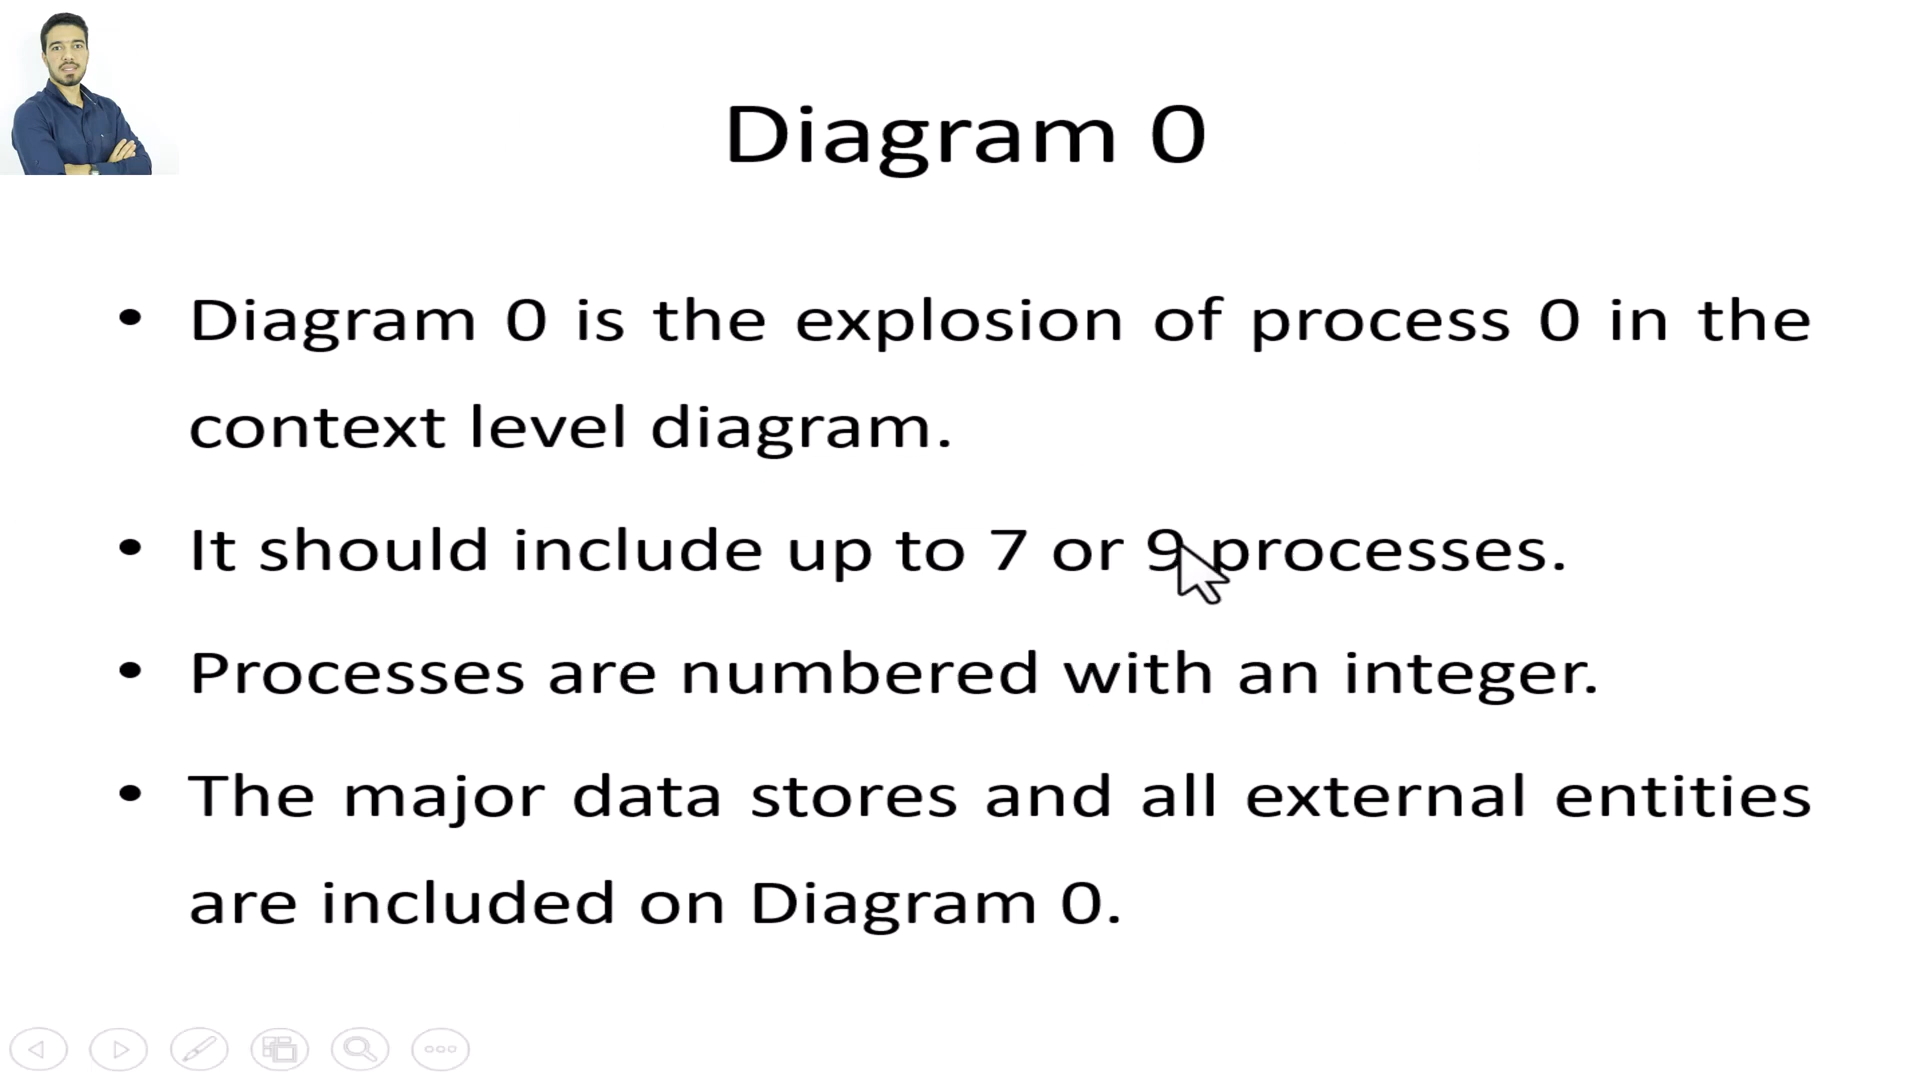 Diagram 0
• Diagram 0 is the explosion of process 0 in the
context level diagram.
• It should include up to 7 or 9 processes.
• Processes are numbered with an integer.
• The major data stores and all external entities
are included on Diagram 0.